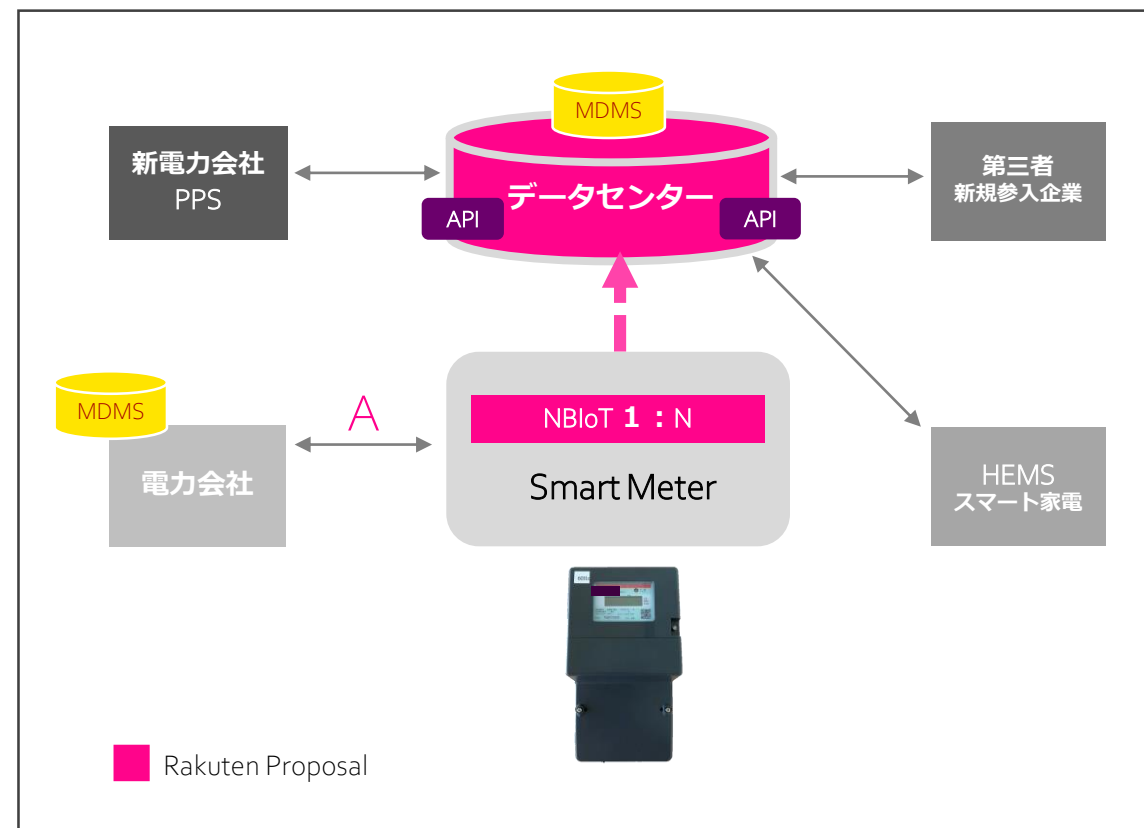 MDMS
新電力会社
PPS
データセンター
API
API
第三者
新規参入企業
MDMS
電力会社
A
NBIoT 1 : N
Smart Meter
HEMS
スマート家電
Rakuten Proposal